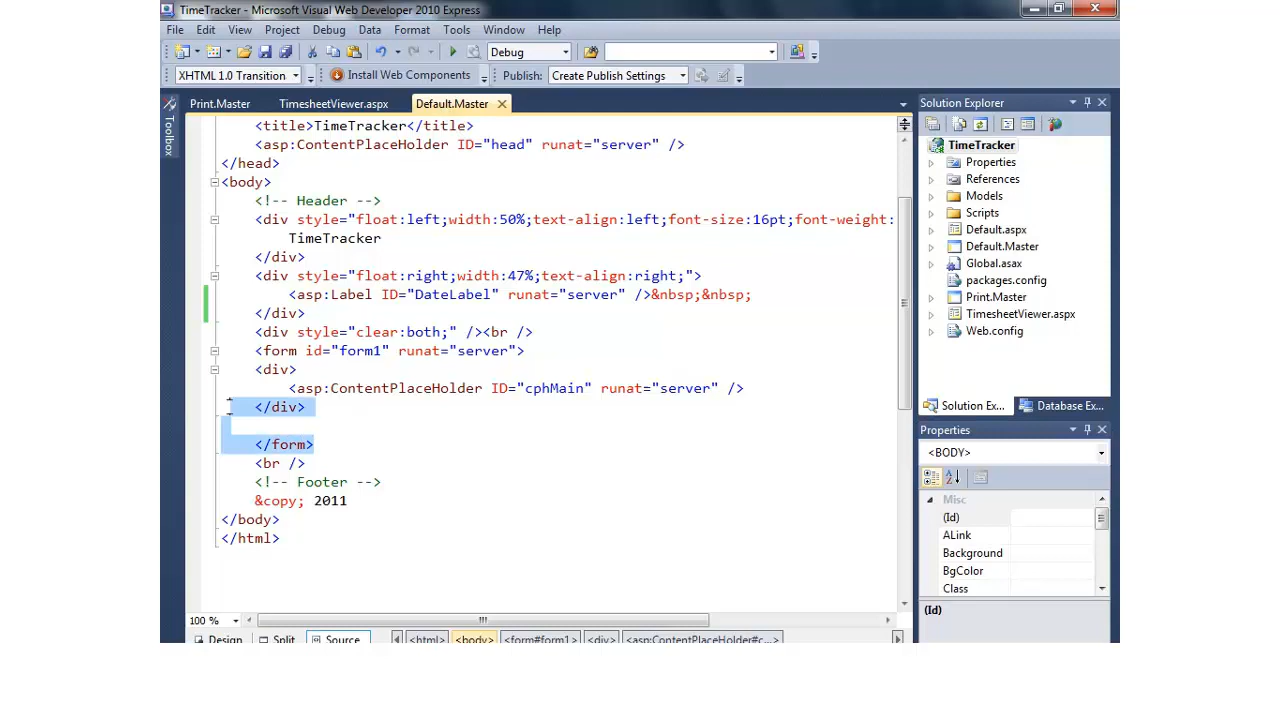 TimeTracker - Microsoft Visual Web Developer 2010 Express
File Edit View Project Debug Data Format Tools Window Help
Debug
XHTML 1.0 Transition Install Web Components Publish: Create Publish Settings
Toolbox
Print.Master TimesheetViewer.aspx Default.Master
<title>TimeTracker</title>
<asp:ContentPlaceHolder ID="head" runat="server" />
</head>
<body>
<!-- Header -->
<div style="float:left;width:50%;text-align:left;font-size:16pt;font-weight:
TimeTracker
</div>
<div style="float:right;width:47%;text-align:right;">
<asp:Label ID="DateLabel" runat="server" />&nbsp;&nbsp;
</div>
<div style="clear:both;" /><br />
<form id="form1" runat="server">
<div>
<asp:ContentPlaceHolder ID="cphMain" runat="server" />
</div>
</form>
<br />
<!-- Footer -->
&copy; 2011
</body>
</html>
100 %
Design Split Source <html> <body> <form#form1> <div> <asp:ContentPlaceHolder#c...>
Solution Explorer
TimeTracker
Properties
References
Models
Scripts
Default.aspx
Default.Master
Global.asax
packages.config
Print.Master
TimesheetViewer.aspx
Web.config
Solution Ex... Database Ex...
Properties
<BODY>
Misc
(Id)
ALink
Background
BgColor
Class
(Id)